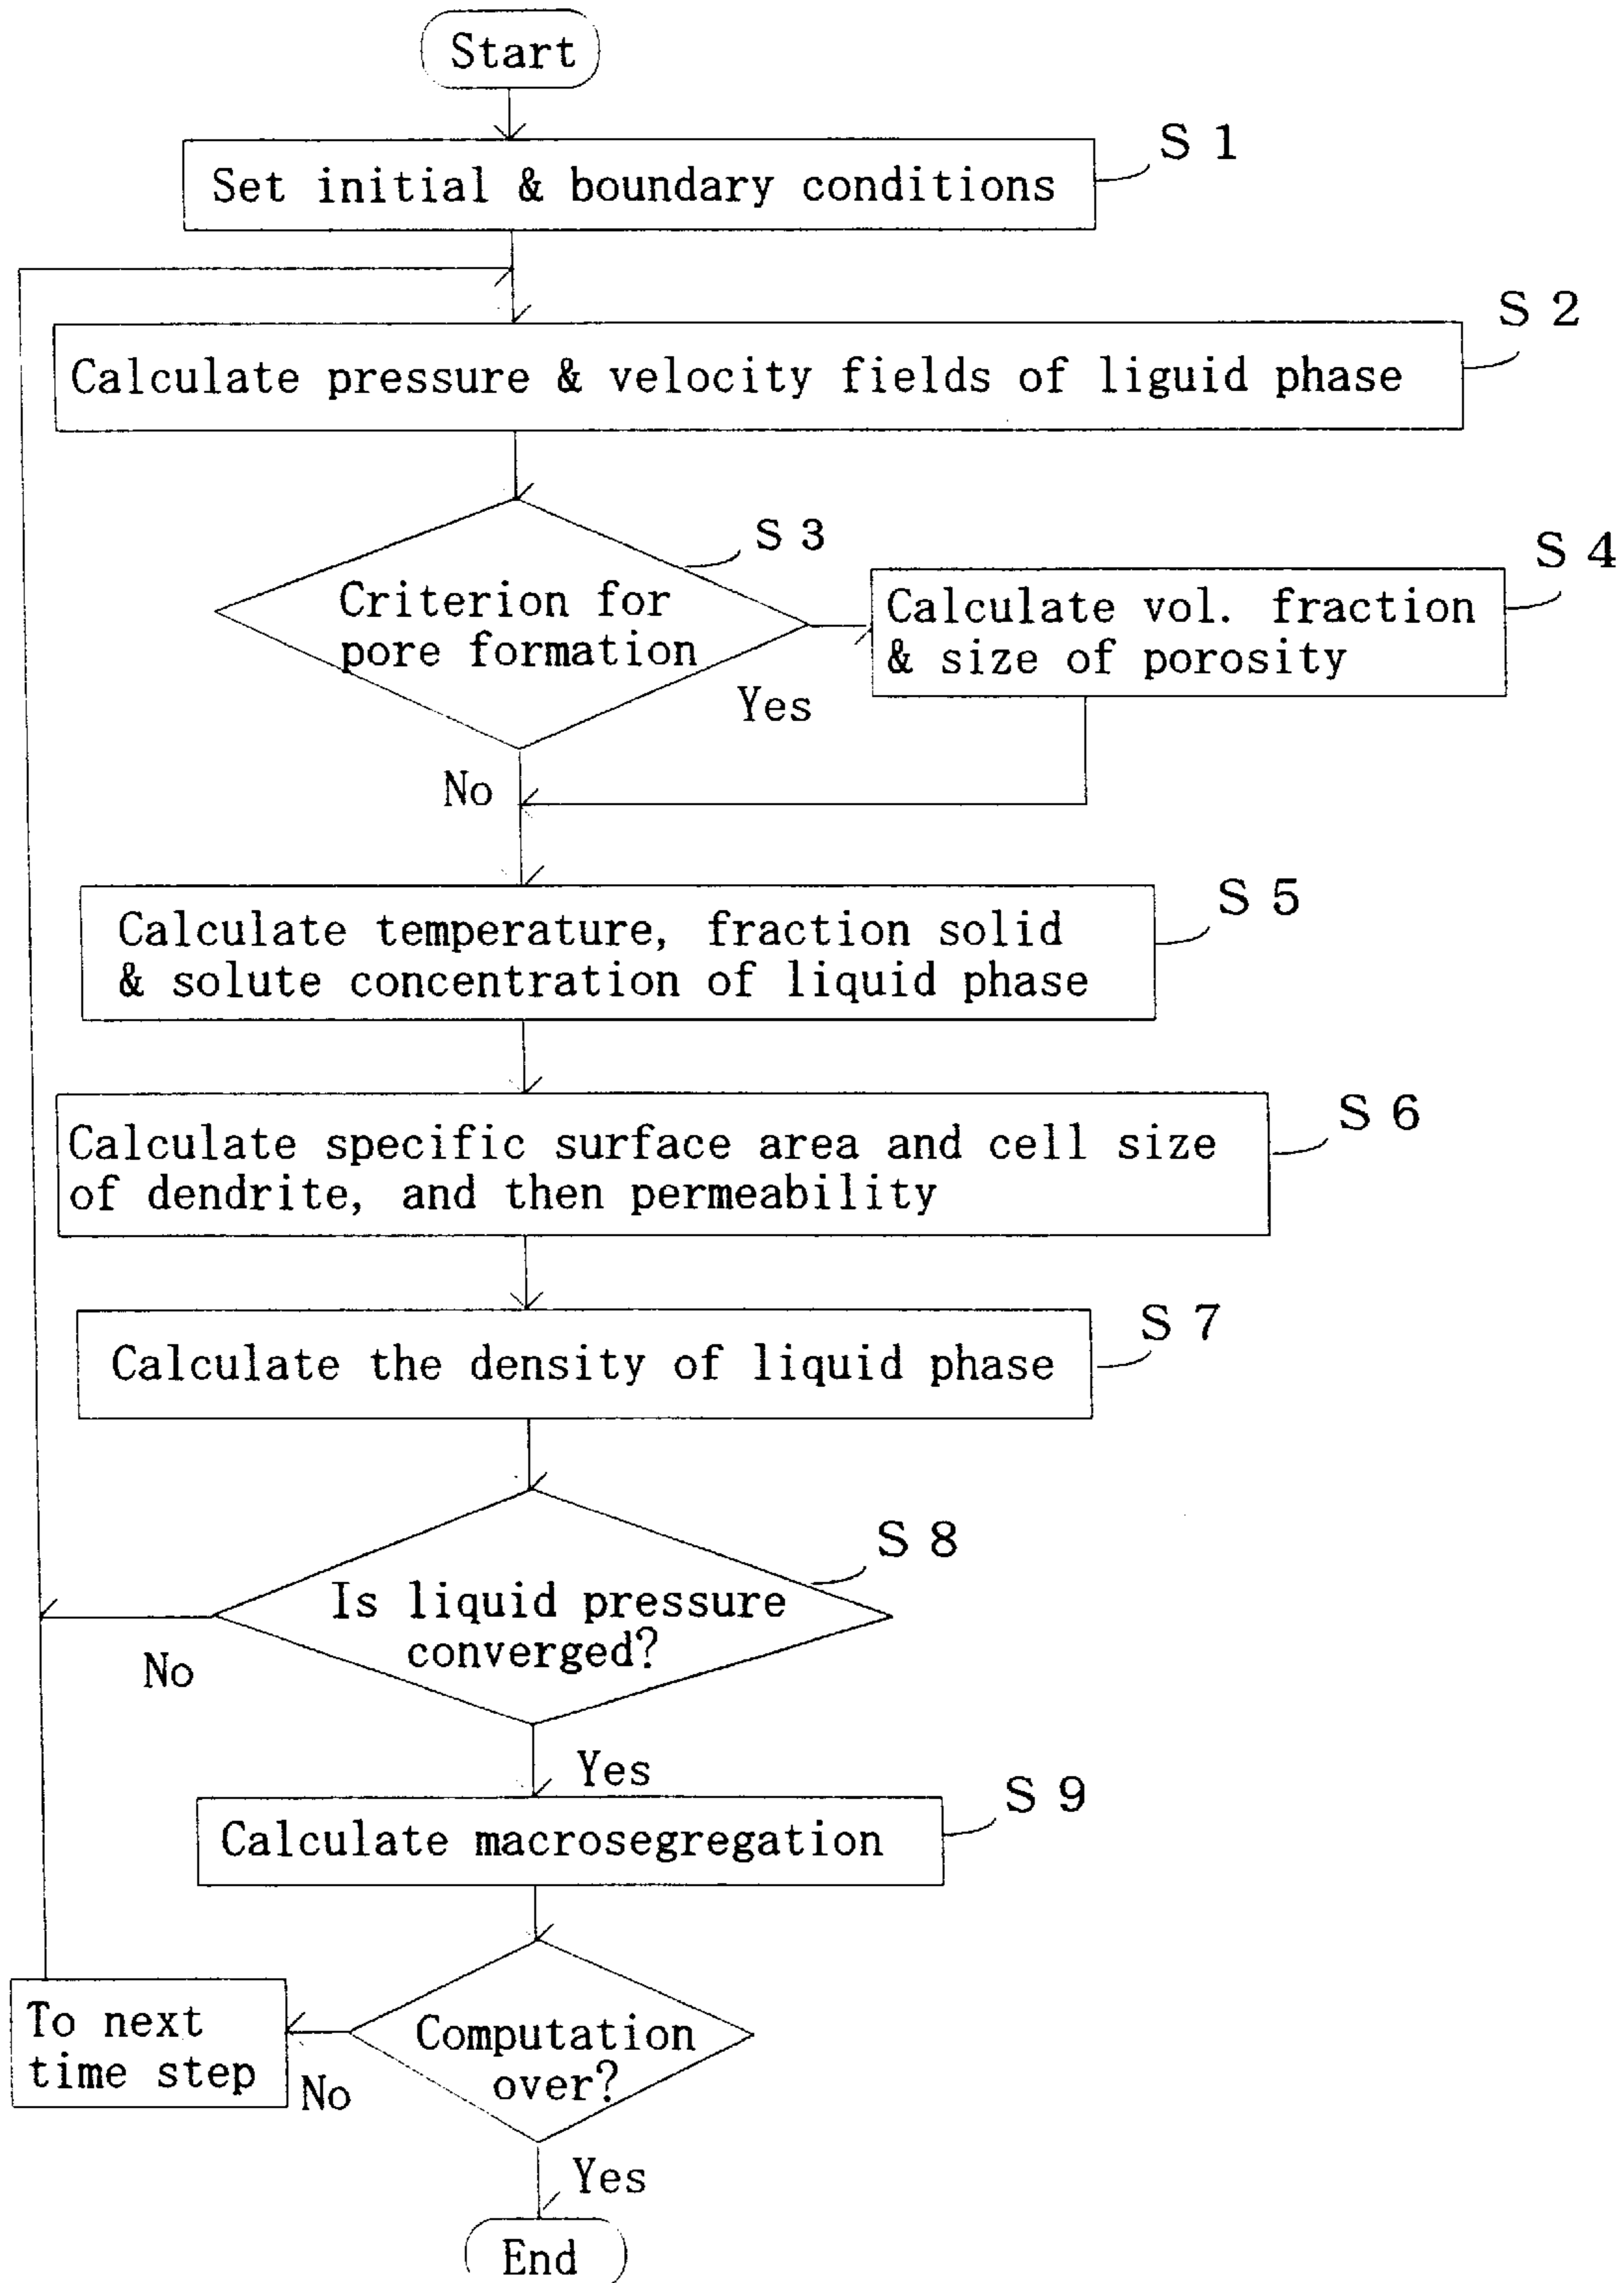 Start
S 1
Set initial & boundary conditions
S 2
Calculate pressure & velocity fields of liguid phase
S 3
Criterion for
pore formation
S 4
Calculate vol. fraction
& size of porosity
Yes
No
S 5
Calculate temperature, fraction solid
& solute concentration of liquid phase
S 6
Calculate specific surface area and cell size
of dendrite, and then permeability
S 7
Calculate the density of liquid phase
S 8
Is liquid pressure
converged?
No
Yes
S 9
Calculate macrosegregation
Computation
over?
To next
time step
No
Yes
End